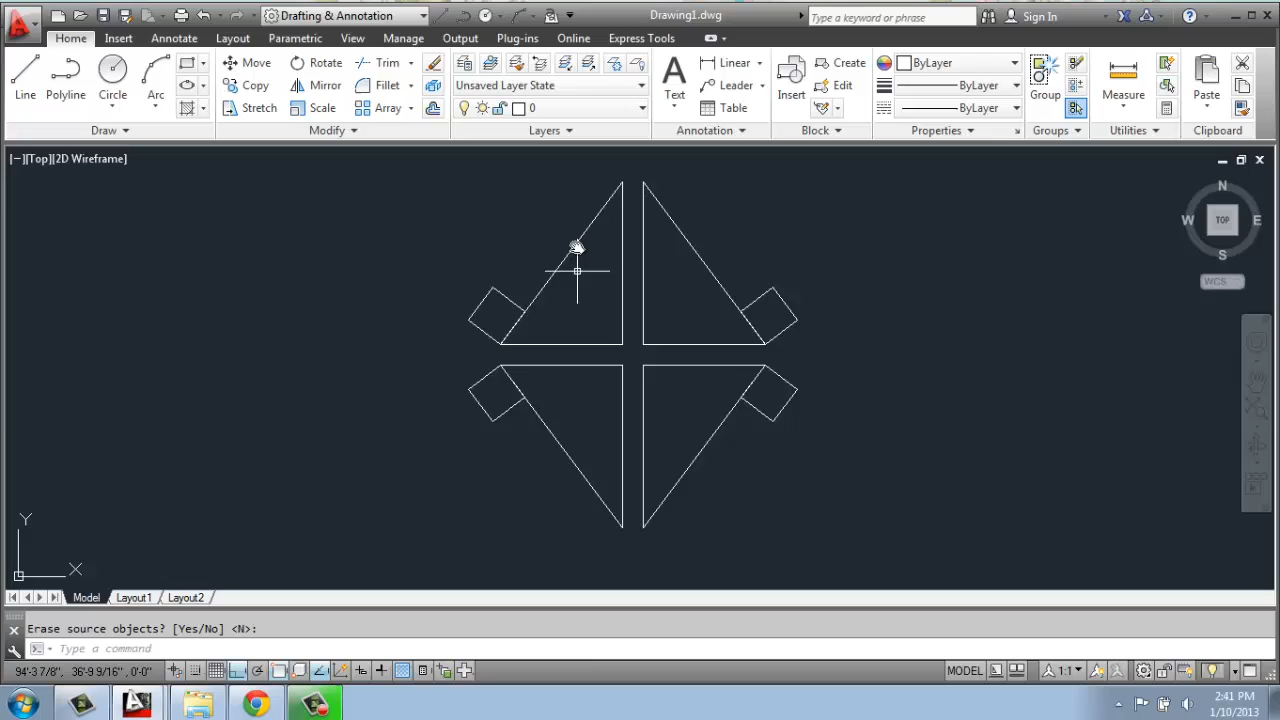 Drafting & Annotation
Drawing1.dwg
Type a keyword or phrase
Sign In
Home Insert Annotate Layout Parametric View Manage Output Plug-ins Online Express Tools
Line Polyline Circle Arc
Move Rotate Trim
Copy Mirror Fillet
Stretch Scale Array
Unsaved Layer State
0
Text
Linear
Leader
Table
Insert
Create
Edit
ByLayer
ByLayer
ByLayer
Group
Measure
Paste
Draw Modify Layers Annotation Block Properties Groups Utilities Clipboard
[−][Top][2D Wireframe]
N
W TOP E
S
WCS
Y
X
Model Layout1 Layout2
Erase source objects? [Yes/No] <N>:
Type a command
94'-3 7/8", 36'-9 9/16", 0'-0"
MODEL
1:1
2:41 PM
1/10/2013